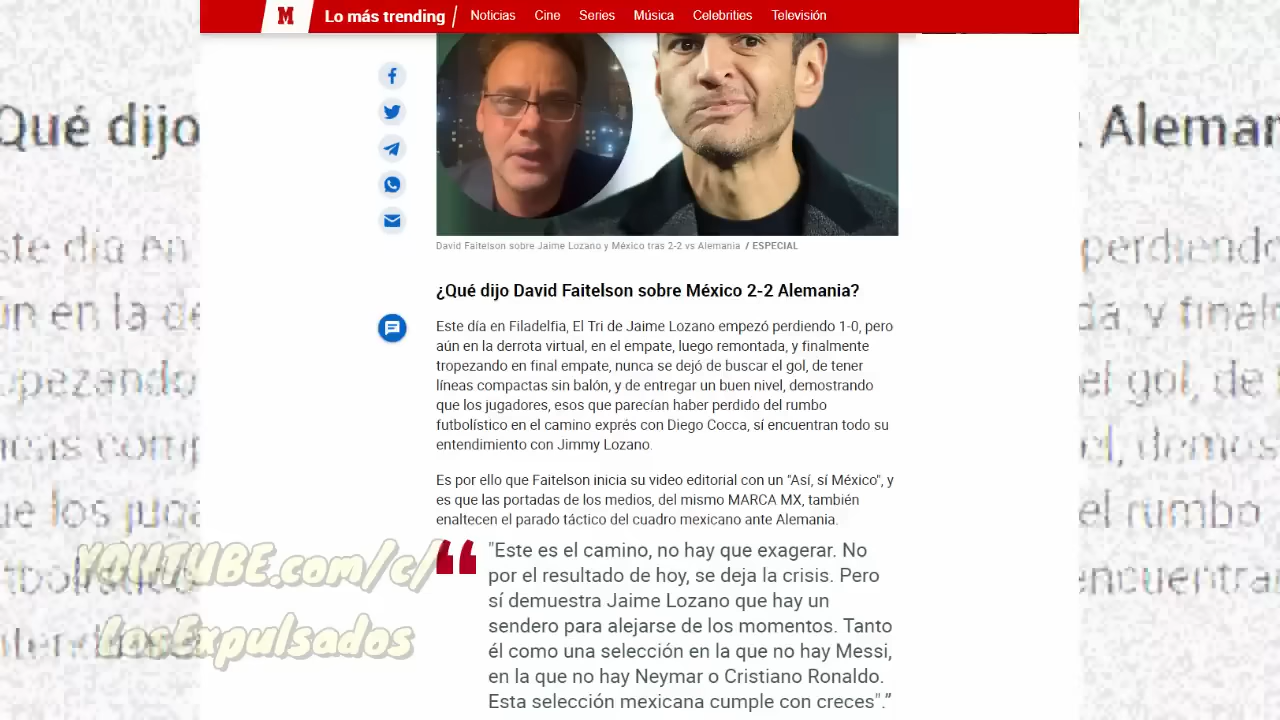 M
Lo más trending
Noticias
Cine
Series
Música
Celebrities
Televisión
David Faitelson sobre Jaime Lozano y México tras 2-2 vs Alemania / ESPECIAL
¿Qué dijo David Faitelson sobre México 2-2 Alemania?
Este día en Filadelfia, El Tri de Jaime Lozano empezó perdiendo 1-0, pero
aún en la derrota virtual, en el empate, luego remontada, y finalmente
tropezando en final empate, nunca se dejó de buscar el gol, de tener
líneas compactas sin balón, y de entregar un buen nivel, demostrando
que los jugadores, esos que parecían haber perdido del rumbo
futbolístico en el camino exprés con Diego Cocca, sí encuentran todo su
entendimiento con Jimmy Lozano.
Es por ello que Faitelson inicia su video editorial con un "Así, sí México", y
es que las portadas de los medios, del mismo MARCA MX, también
enaltecen el parado táctico del cuadro mexicano ante Alemania.
"Este es el camino, no hay que exagerar. No
por el resultado de hoy, se deja la crisis. Pero
sí demuestra Jaime Lozano que hay un
sendero para alejarse de los momentos. Tanto
él como una selección en la que no hay Messi,
en la que no hay Neymar o Cristiano Ronaldo.
Esta selección mexicana cumple con creces".”
YOUTUBE.com/c/
LosExpulsados
Qué dijo
Aleman